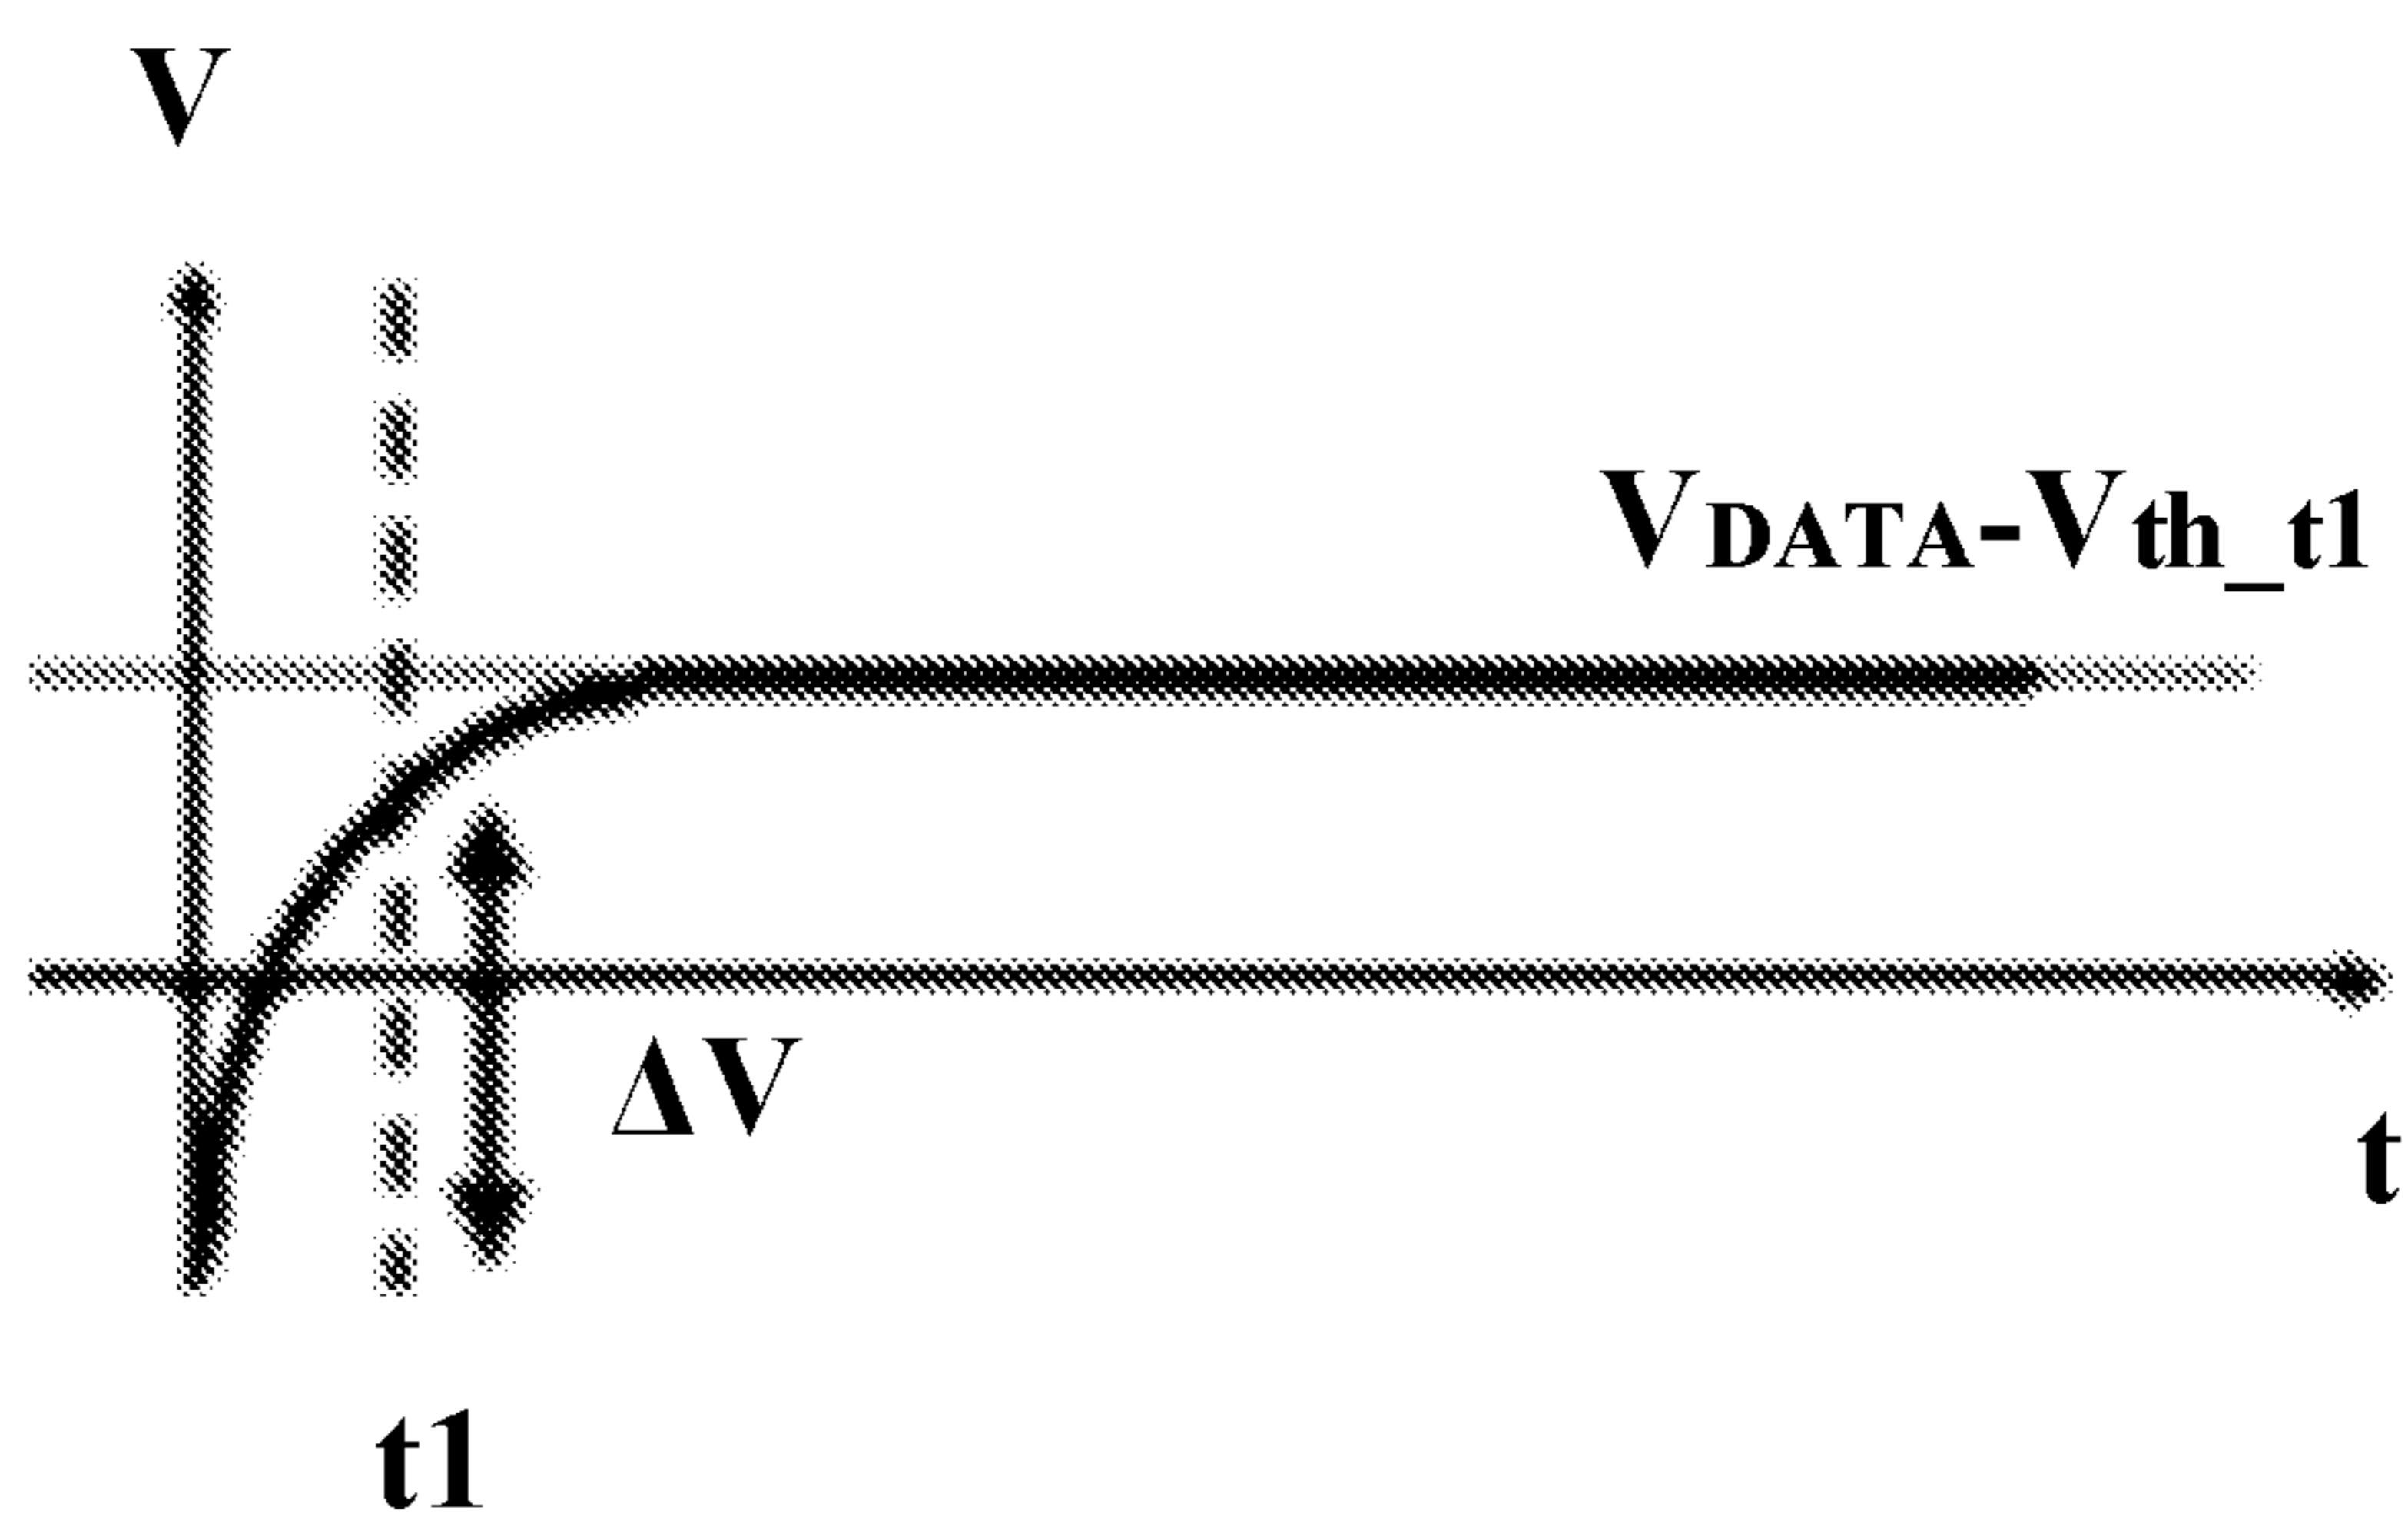 V
VDATA-Vth_t1
ΔV
t
t1